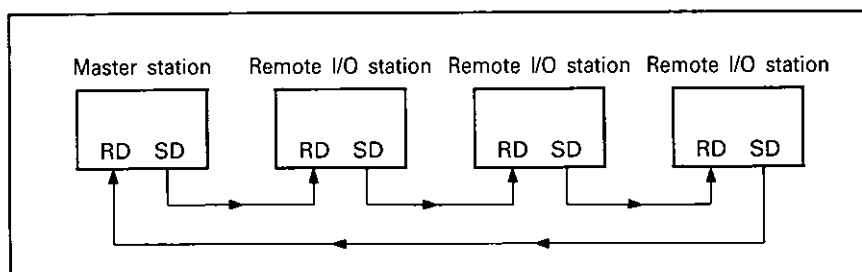 Master station Remote I/O station Remote I/O station Remote I/O station
RD SD RD SD RD SD RD SD